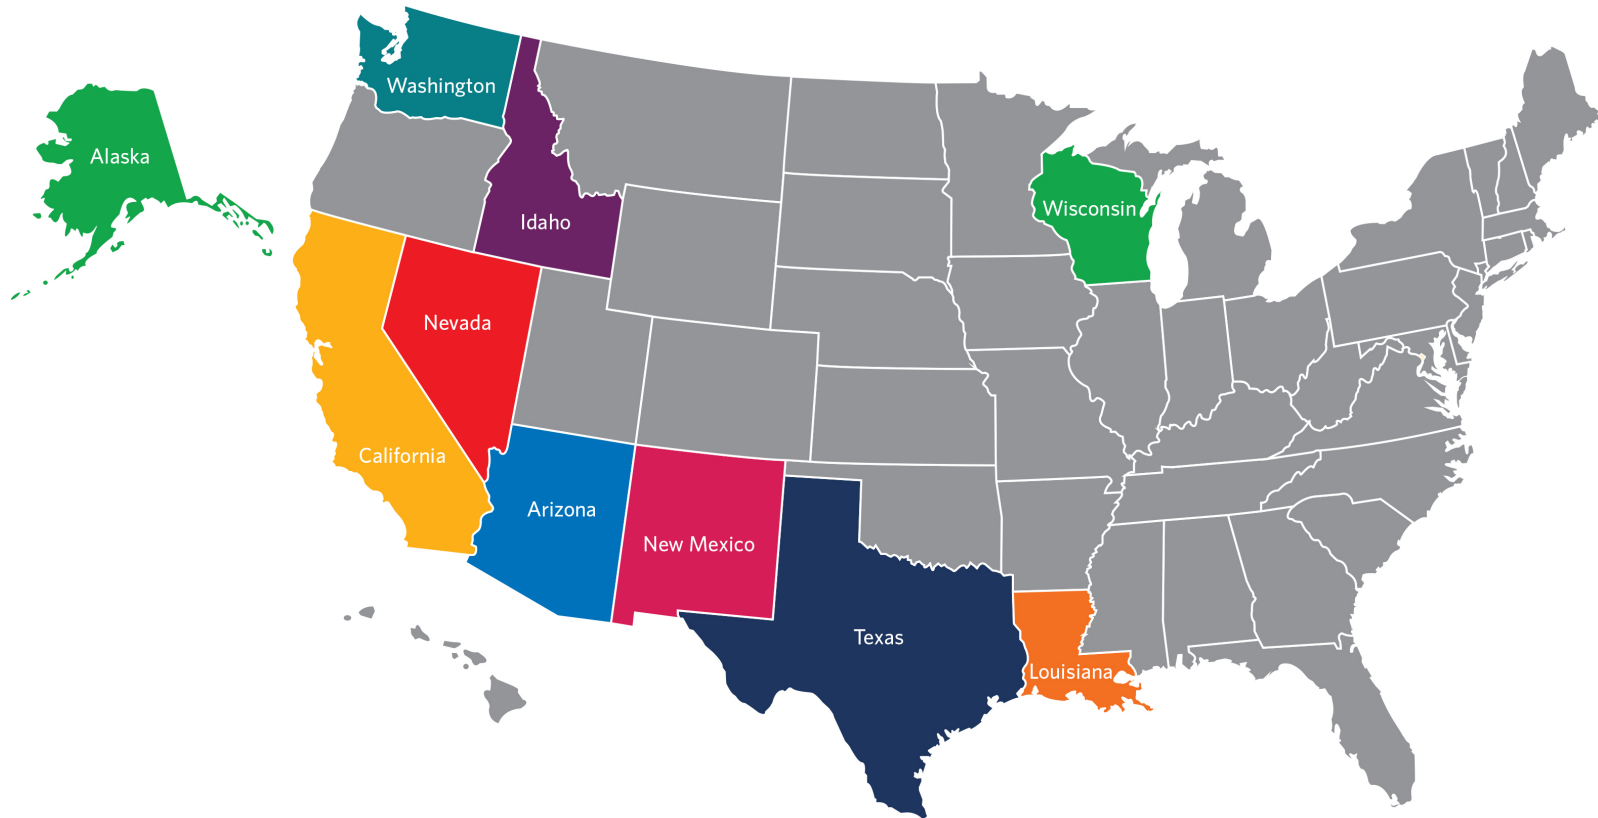 Washington
Alaska
Wisconsin
Idaho
Nevada
California
Arizona
New Mexico
Texas
Louisiana